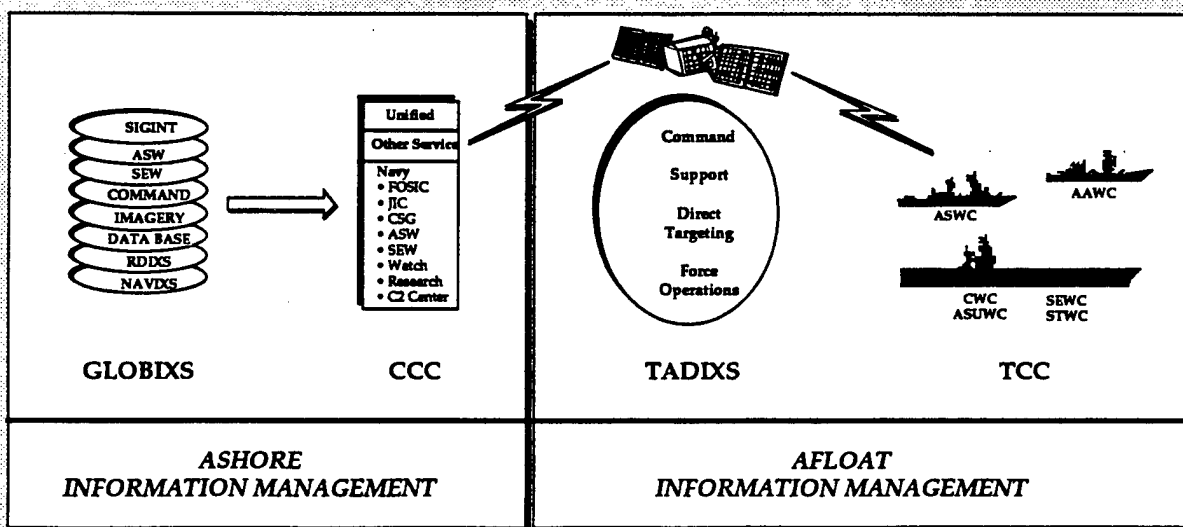 SIGINT
ASW
SEW
COMMAND
IMAGERY
DATA BASE
RDIXS
NAVIXS
GLOBIXS
Unified
Other Service
Navy
• FOSIC
• JIC
• CSG
• ASW
• SEW
• Watch
• Research
• C2 Center
CCC
Command
Support
Direct
Targeting
Force
Operations
TADIXS
ASWC
AAWC
CWC
ASUWC
SEWC
STWC
TCC
ASHORE
INFORMATION MANAGEMENT
AFLOAT
INFORMATION MANAGEMENT